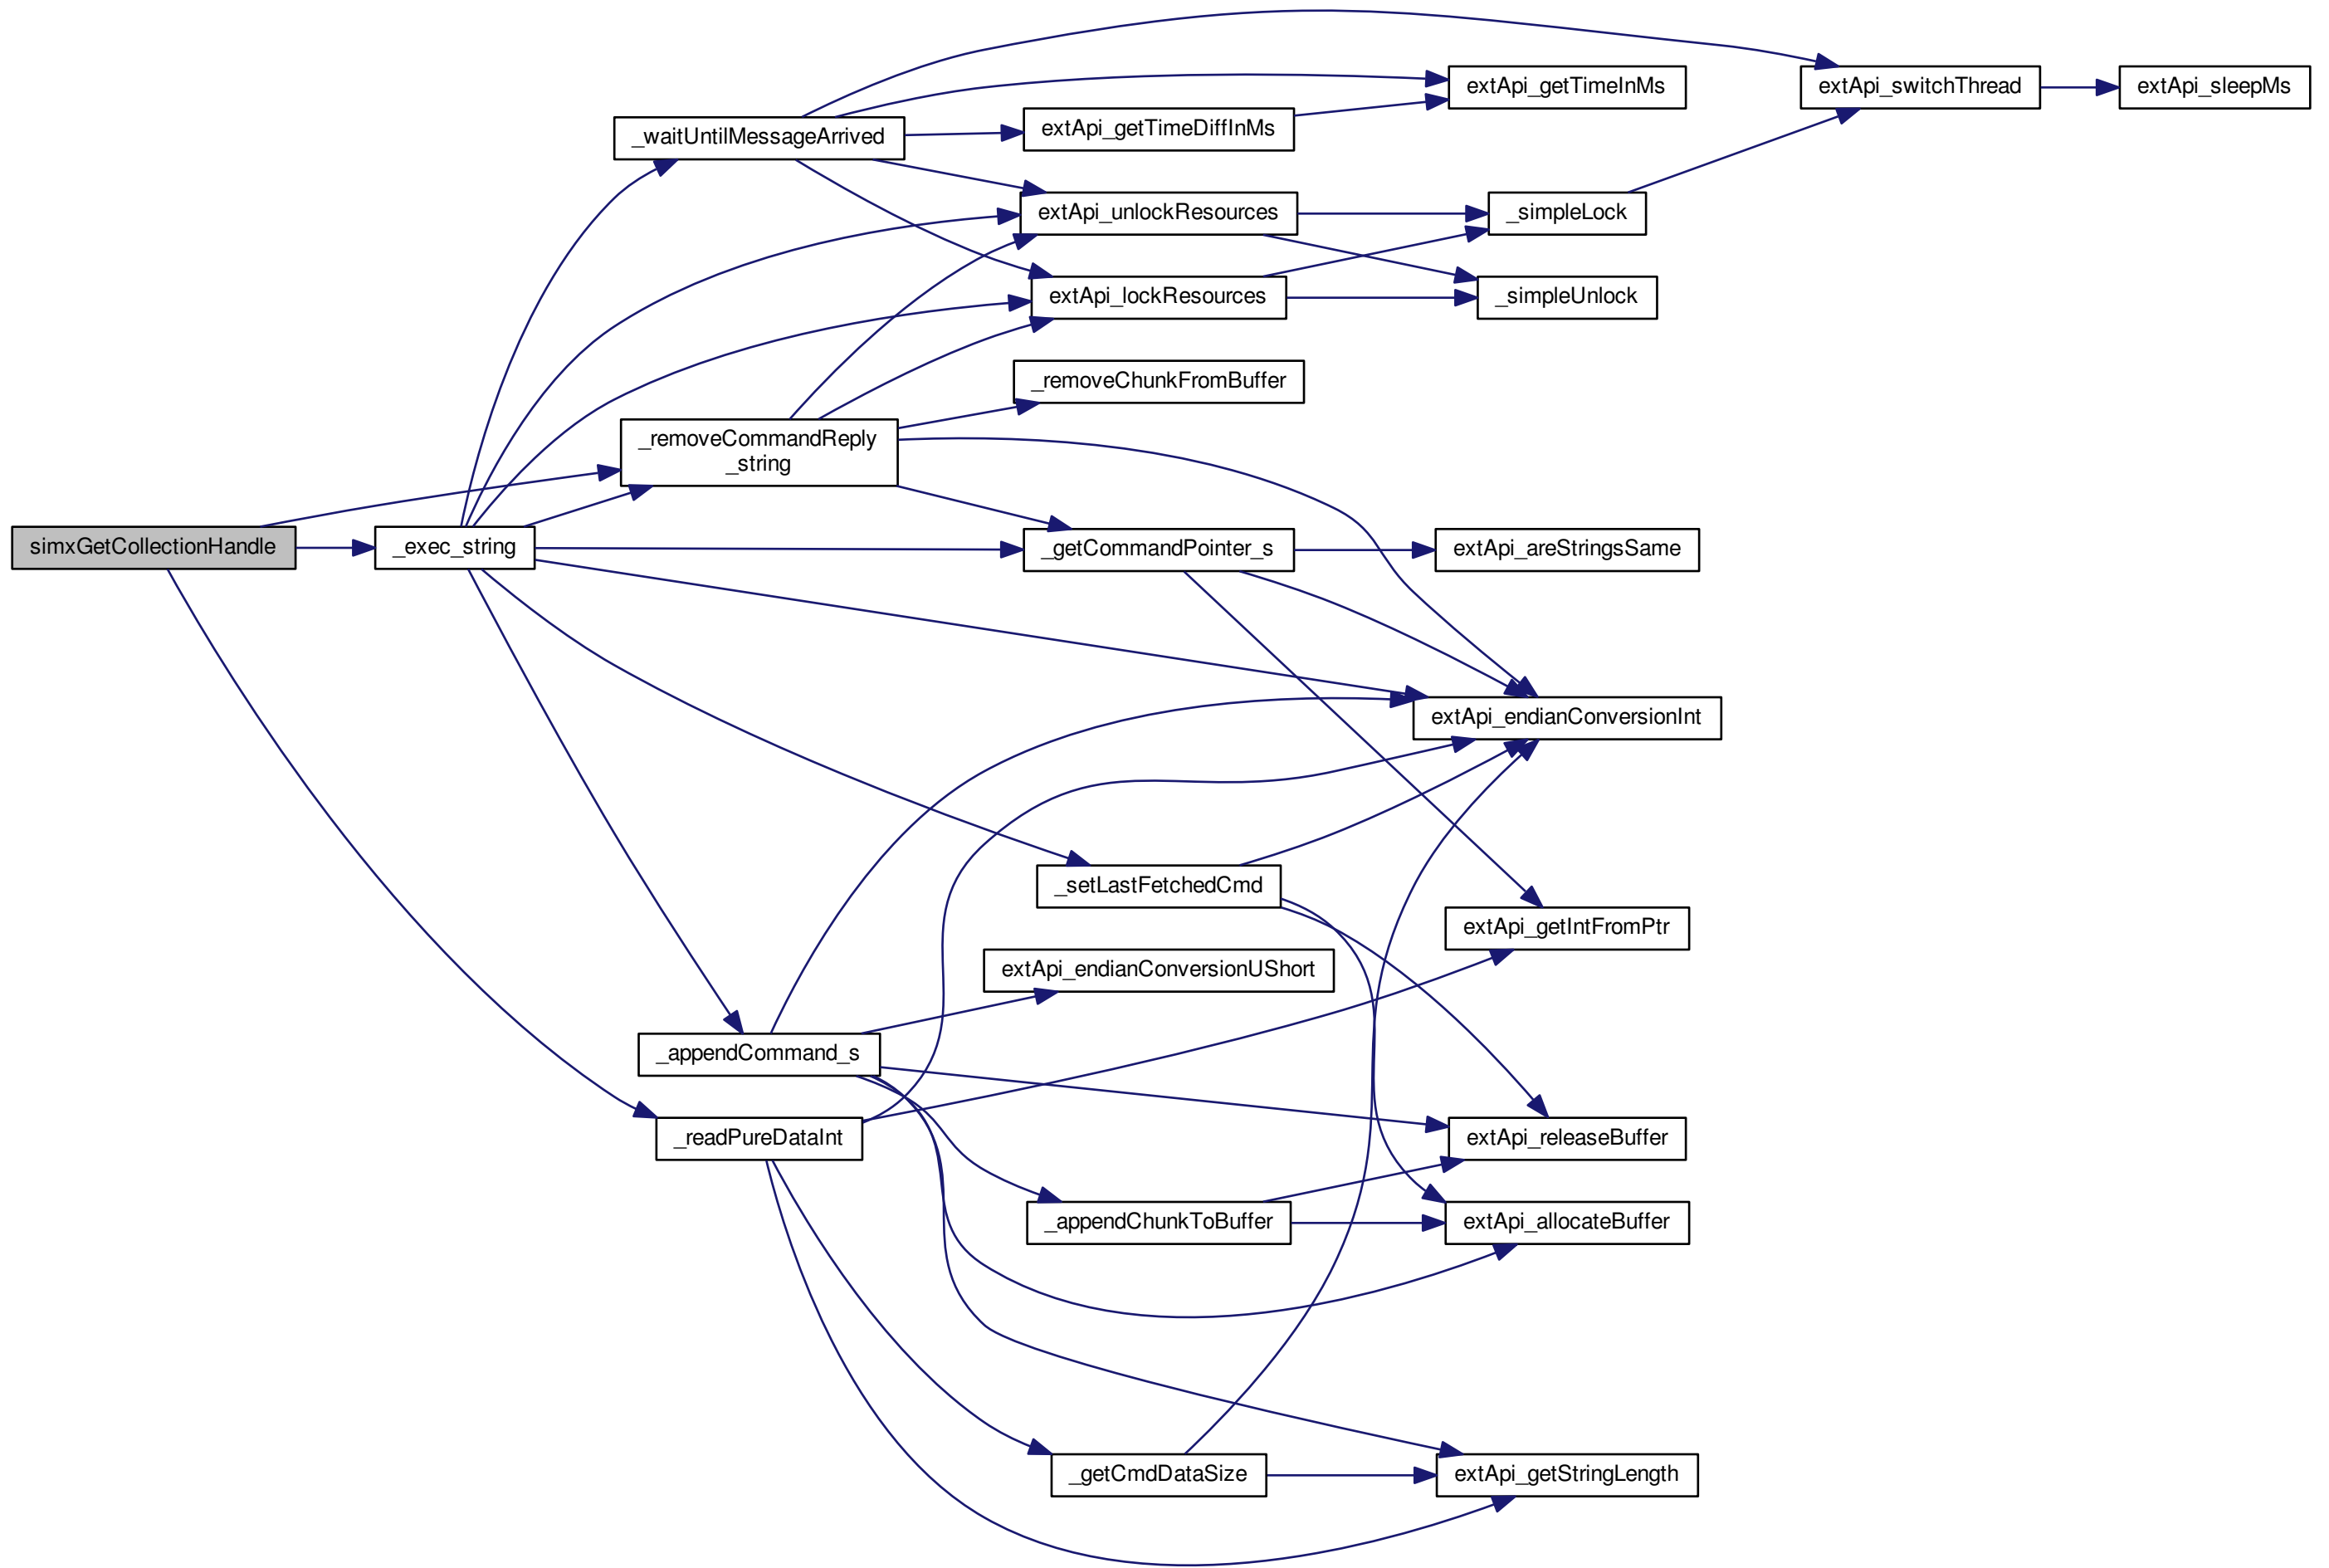 extApi_getTimeInMs
extApi_switchThread
extApi_sleepMs
_waitUntilMessageArrived
extApi_getTimeDiffInMs
extApi_unlockResources
_simpleLock
extApi_lockResources
_simpleUnlock
_removeChunkFromBuffer
_removeCommandReply
_string
simxGetCollectionHandle
_exec_string
_getCommandPointer_s
extApi_areStringsSame
extApi_endianConversionInt
_setLastFetchedCmd
extApi_getIntFromPtr
extApi_endianConversionUShort
_appendCommand_s
_readPureDataInt
extApi_releaseBuffer
_appendChunkToBuffer
extApi_allocateBuffer
_getCmdDataSize
extApi_getStringLength